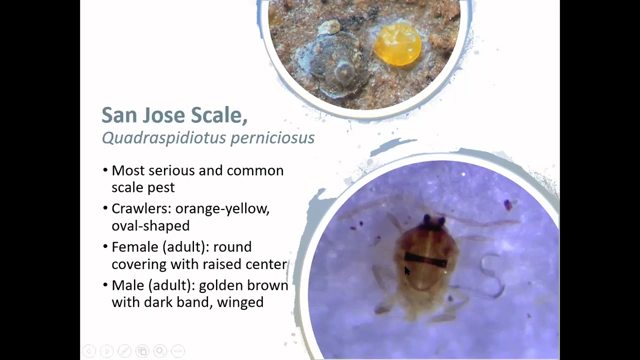 San Jose Scale,
Quadraspidiotus perniciosus
• Most serious and common
scale pest
• Crawlers: orange-yellow,
oval-shaped
• Female (adult): round
covering with raised center
• Male (adult): golden brown
with dark band, winged